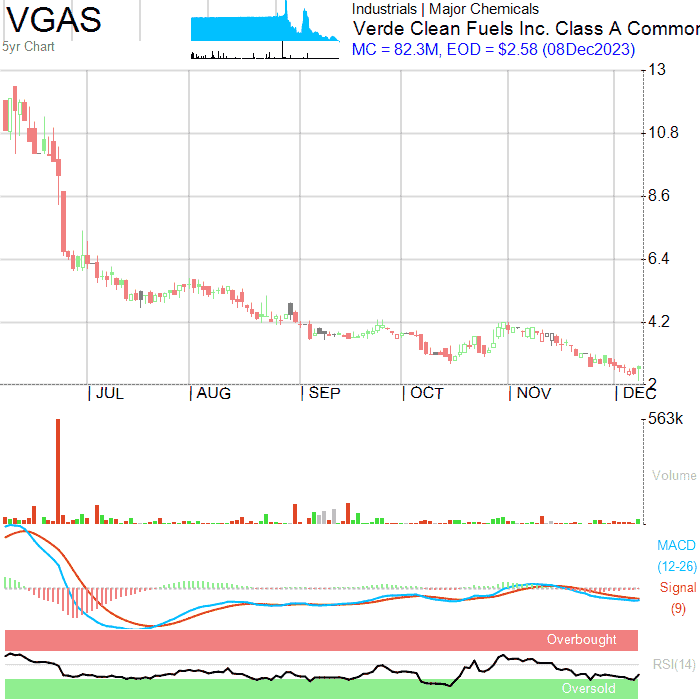 VGAS
5yr Chart
Industrials | Major Chemicals
Verde Clean Fuels Inc. Class A Common
MC = 82.3M, EOD = $2.58 (08Dec2023)
13
10.8
8.6
6.4
4.2
2
JUL AUG SEP OCT NOV DEC
563k
Volume
MACD
(12-26)
Signal
(9)
Overbought
RSI(14)
Oversold